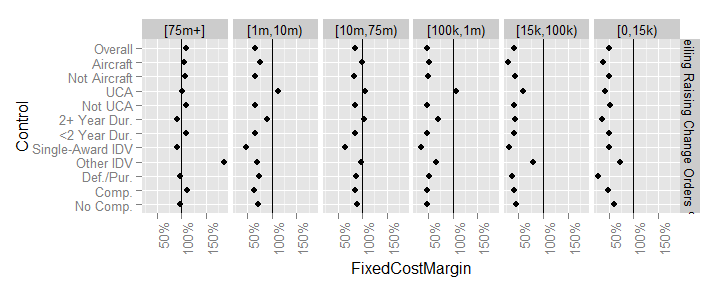 [75m+] [1m,10m) [10m,75m) [100k,1m) [15k,100k) [0,15k)
Overall
Aircraft
Not Aircraft
UCA
Not UCA
2+ Year Dur.
<2 Year Dur.
Single-Award IDV
Other IDV
Def./Pur.
Comp.
No Comp.
Control
eiling Raising Change Orders
50% 100% 150% 50% 100% 150% 50% 100% 150% 50% 100% 150% 50% 100% 150% 50% 100% 150%
FixedCostMargin